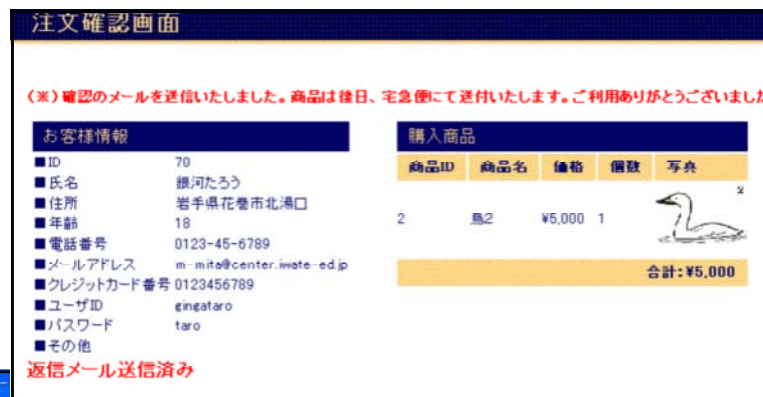 注文確認画面
(※)確認のメールを送信いたしました。商品は後日、宅急便にて送付いたします。ご利用ありがとうございました
お客様情報
■ID 70
■氏名 銀河たろう
■住所 岩手県花巻市北湯口
■年齢 18
■電話番号 0123-45-6789
■メールアドレス m-mita@center.iwate-ed.jp
■クレジットカード番号 0123456789
■ユーザID gingataro
■パスワード taro
■その他
返信メール送信済み
購入商品
商品ID 商品名 価格 個数 写真
2 鳥2 ¥5,000 1
合計:¥5,000